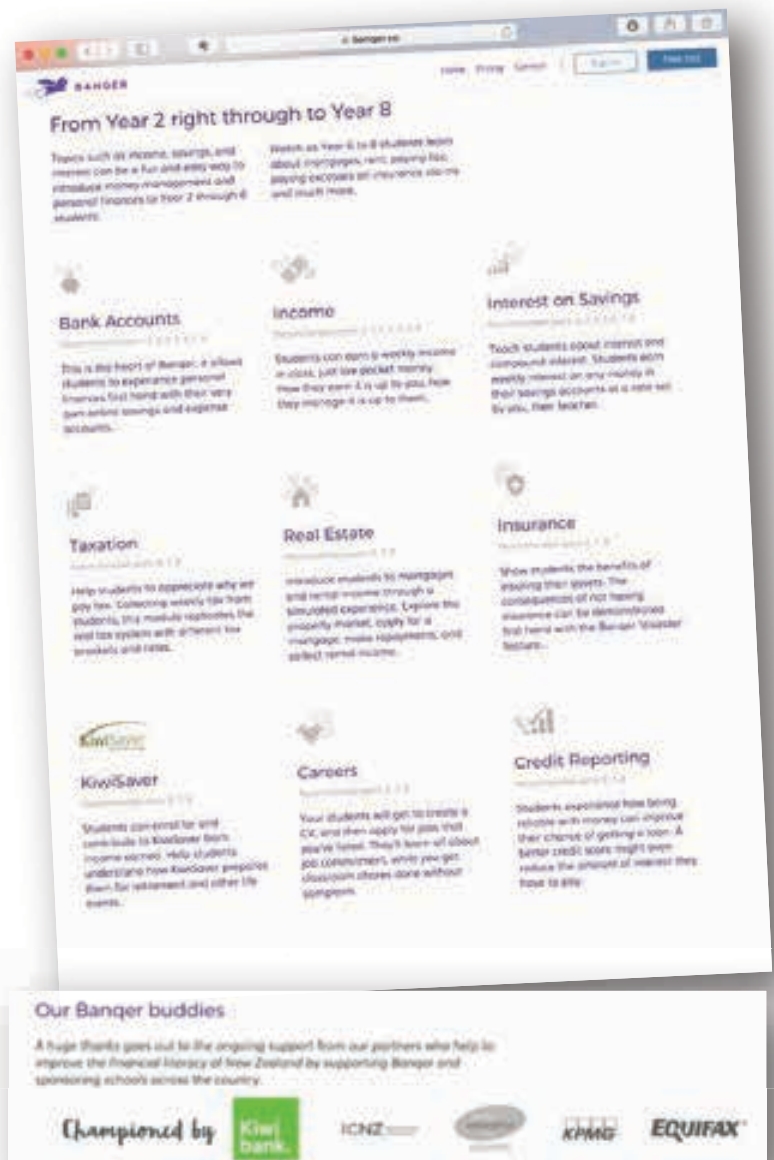 banqer.co
BANQER
Home Pricing Contact
From Year 2 right through to Year 8
Topics such as income, savings, and
interest can be a fun and easy way to
introduce money management and
personal finances to Year 2 through 6
students.
Watch as Year 6 to 8 students learn
about mortgages, rent, paying tax,
paying excesses on insurance claims
and much more.
Bank Accounts
This is the heart of Banqer, it allows
students to experience personal
finances first hand with their very
own online savings and expense
accounts.
Income
Students can earn a weekly income
in class, just like pocket money.
How they earn it is up to you, how
they manage it is up to them.
Interest on Savings
Teach students about interest and
compound interest. Students earn
weekly interest on any money in
their savings accounts at a rate set
by you, their teacher.
Taxation
Help students to appreciate why we
pay tax. Collecting weekly tax from
students, this module replicates the
real tax system with different tax
brackets and rates.
Real Estate
Introduce students to mortgages
and rental income through a
simulated experience. Explore the
property market, apply for a
mortgage, make repayments, and
collect rental income.
Insurance
Show students the benefits of
insuring their assets. The
consequences of not having
insurance can be demonstrated
first hand with the Banqer 'disaster'
feature.
KiwiSaver
KiwiSaver
Students can enrol for and
contribute to KiwiSaver from
income earned. Help students
understand how KiwiSaver prepares
them for retirement and other life
events.
Careers
Your students will get to create a
CV, and then apply for jobs that
you've listed. They'll learn all about
job commitment, while you get
classroom chores done without
complaint.
Credit Reporting
Students experience how being
reliable with money can improve
their chance of getting a loan. A
better credit score might even
reduce the amount of interest they
have to pay.
Our Banqer buddies
A huge thanks goes out to the ongoing support from our partners who help to
improve the financial literacy of New Zealand by supporting Banqer and
sponsoring schools across the country.
Championed by
Kiwi
bank.
ICNZ
KPMG
EQUIFAX